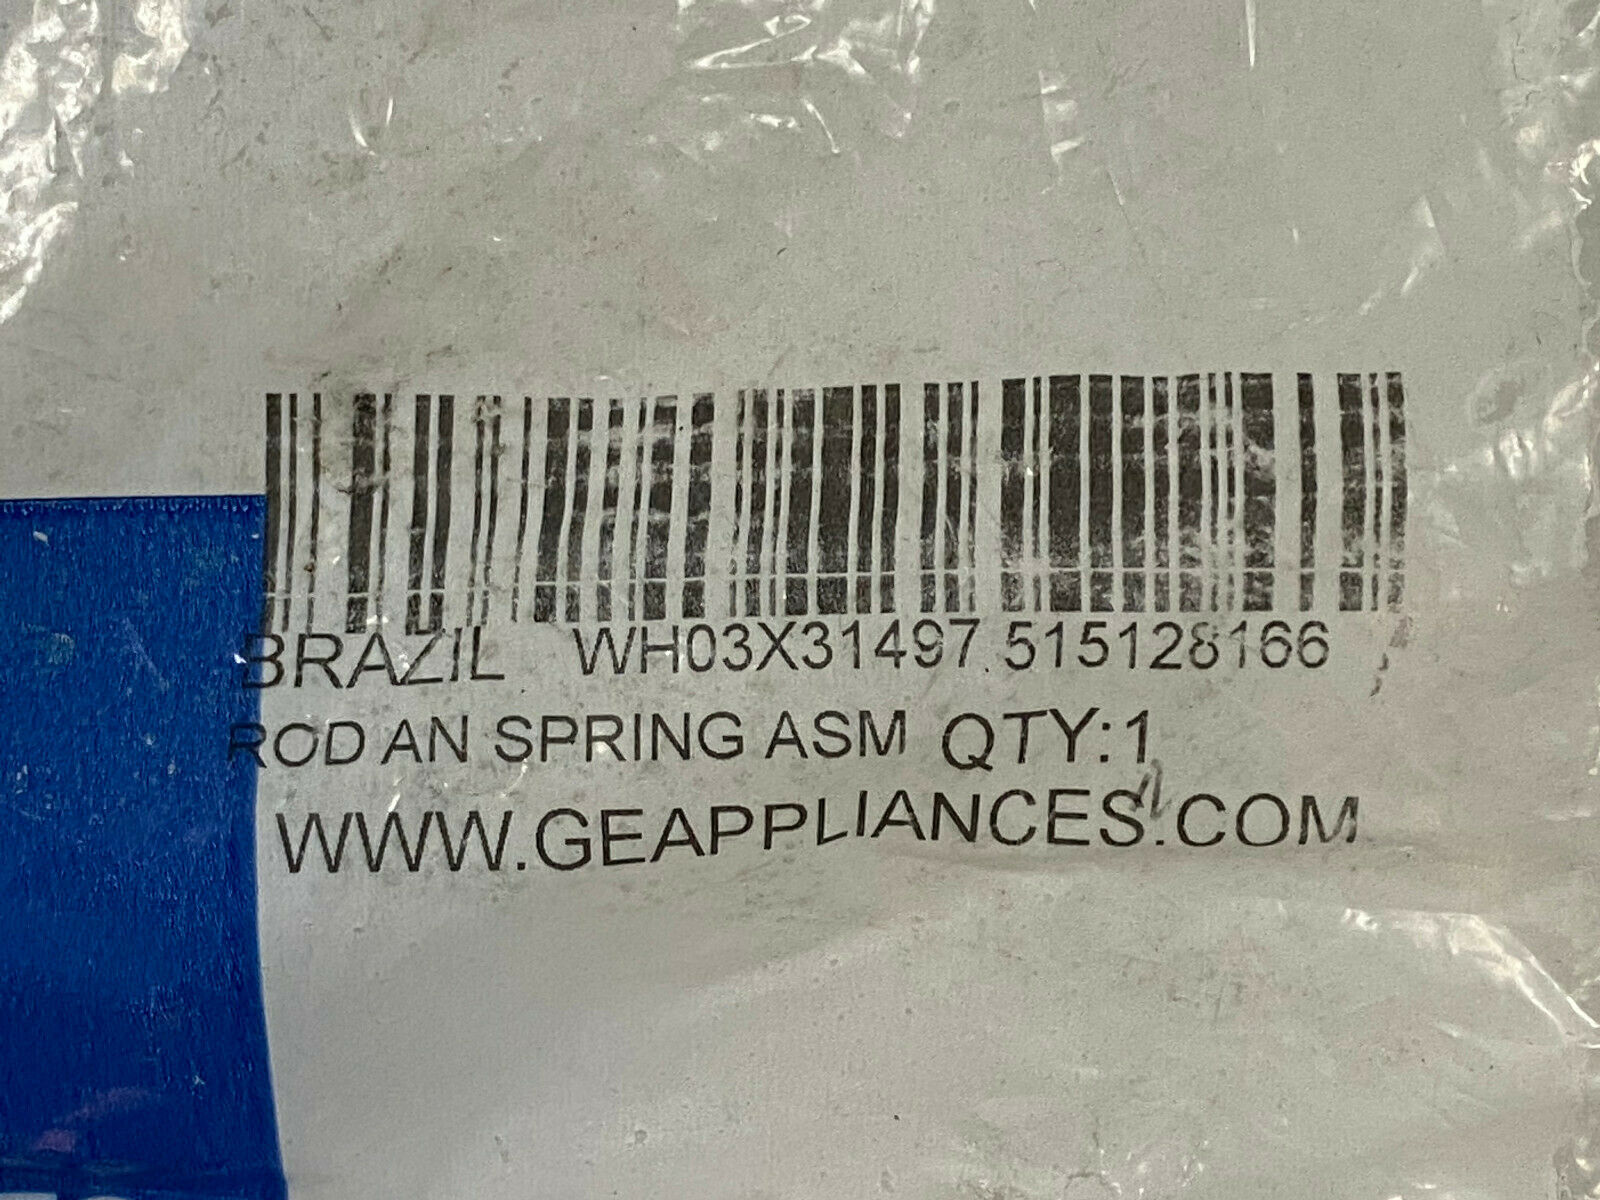 BRAZIL WH03X31497 515128166
ROD AN SPRING ASM QTY:1
WWW.GEAPPLIANCES.COM